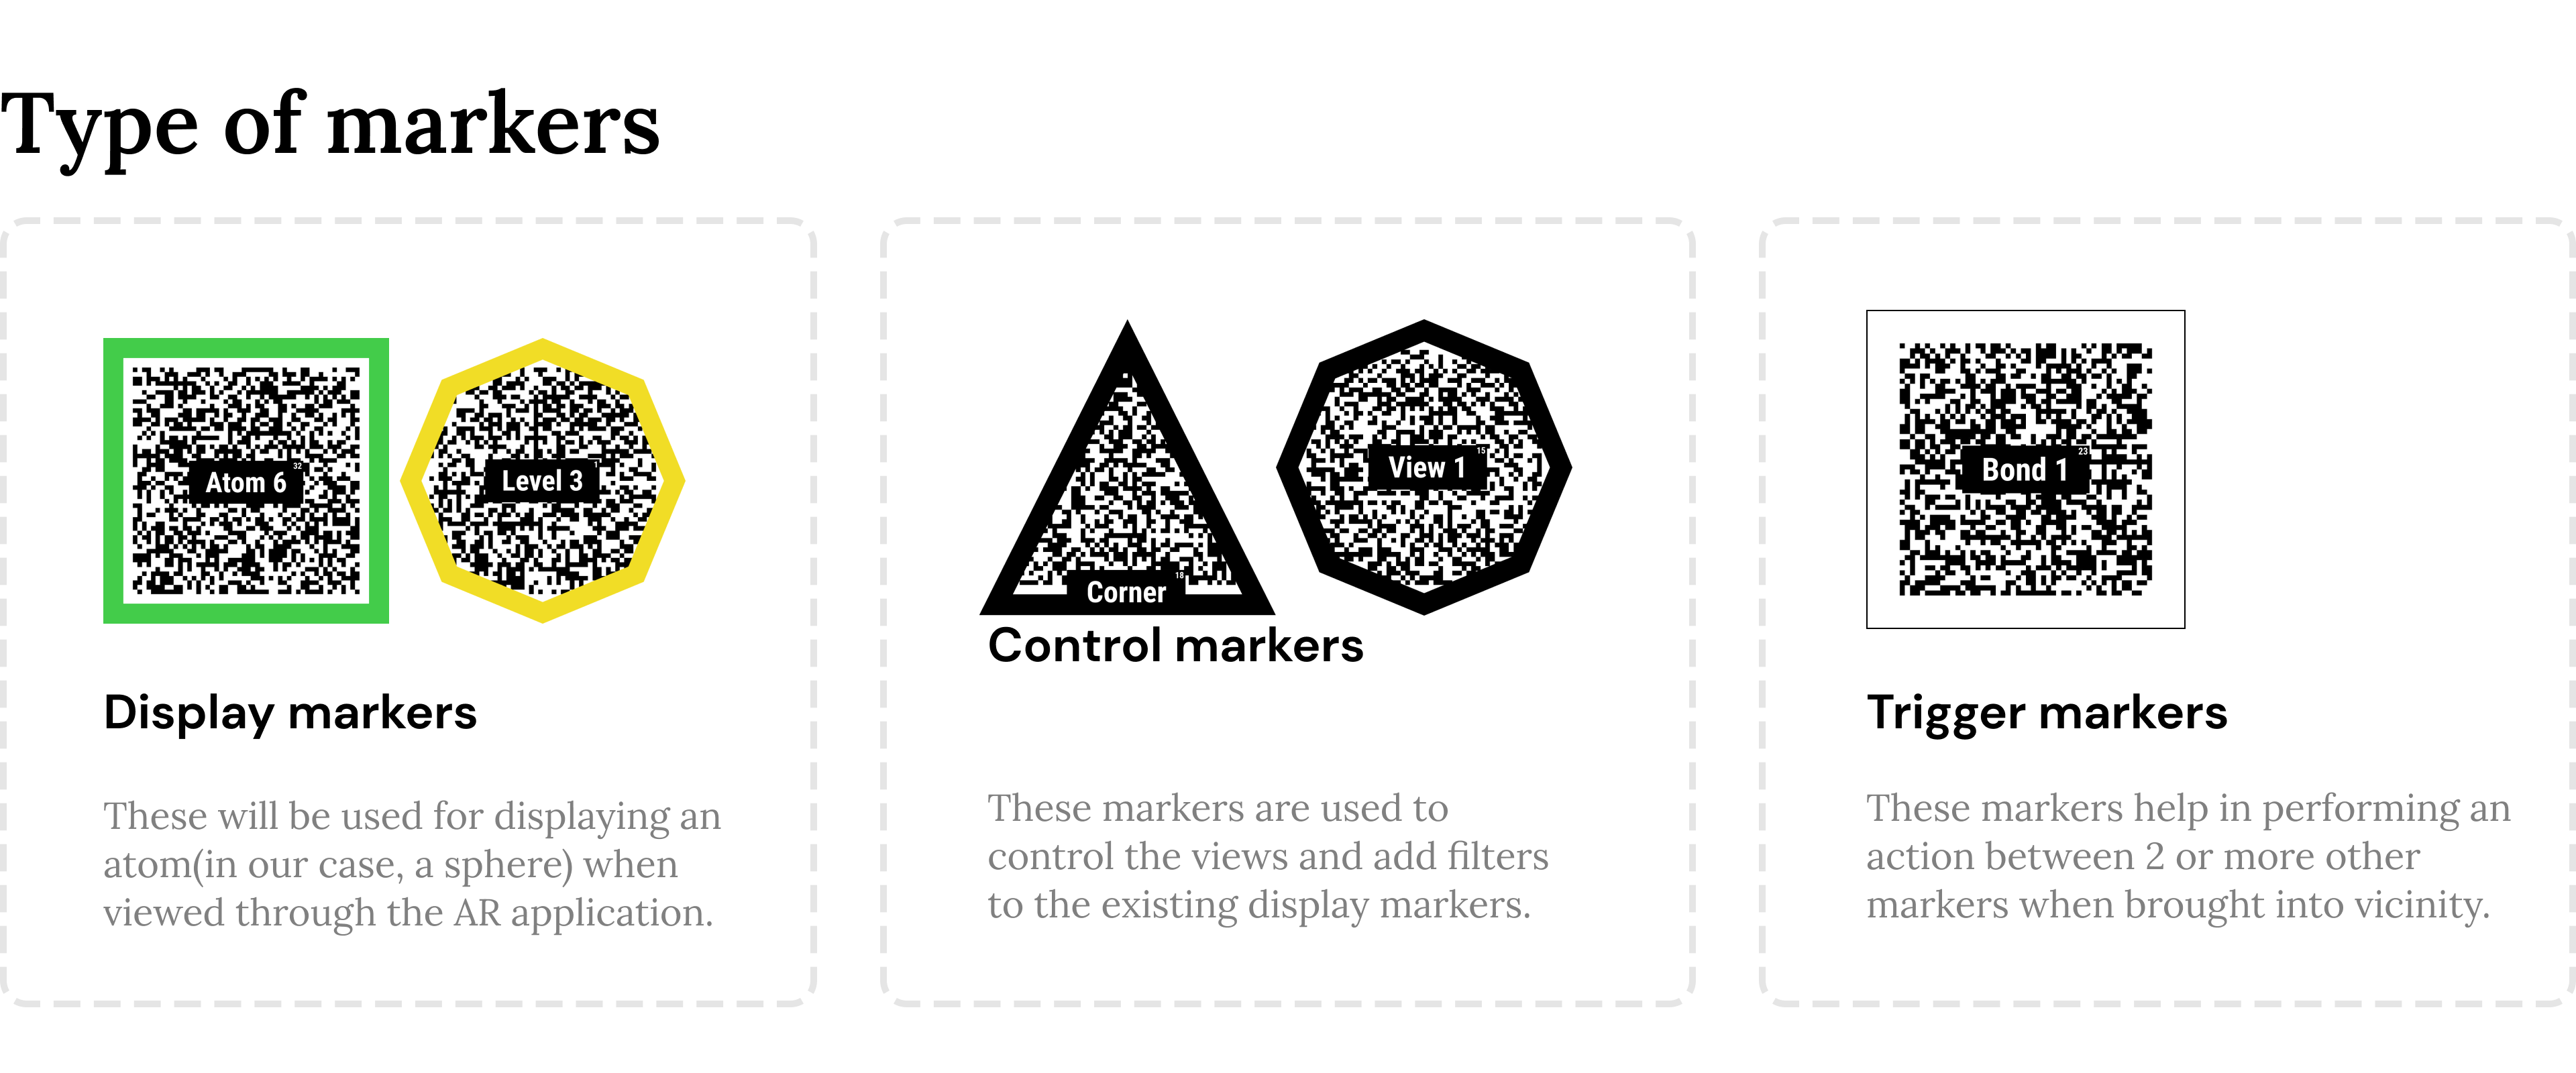 Type of markers
32
Atom 6
Level 3
Display markers
These will be used for displaying an
atom(in our case, a sphere) when
viewed through the AR application.
18
Corner
15
View 1
Control markers
These markers are used to
control the views and add filters
to the existing display markers.
23
Bond 1
Trigger markers
These markers help in performing an
action between 2 or more other
markers when brought into vicinity.